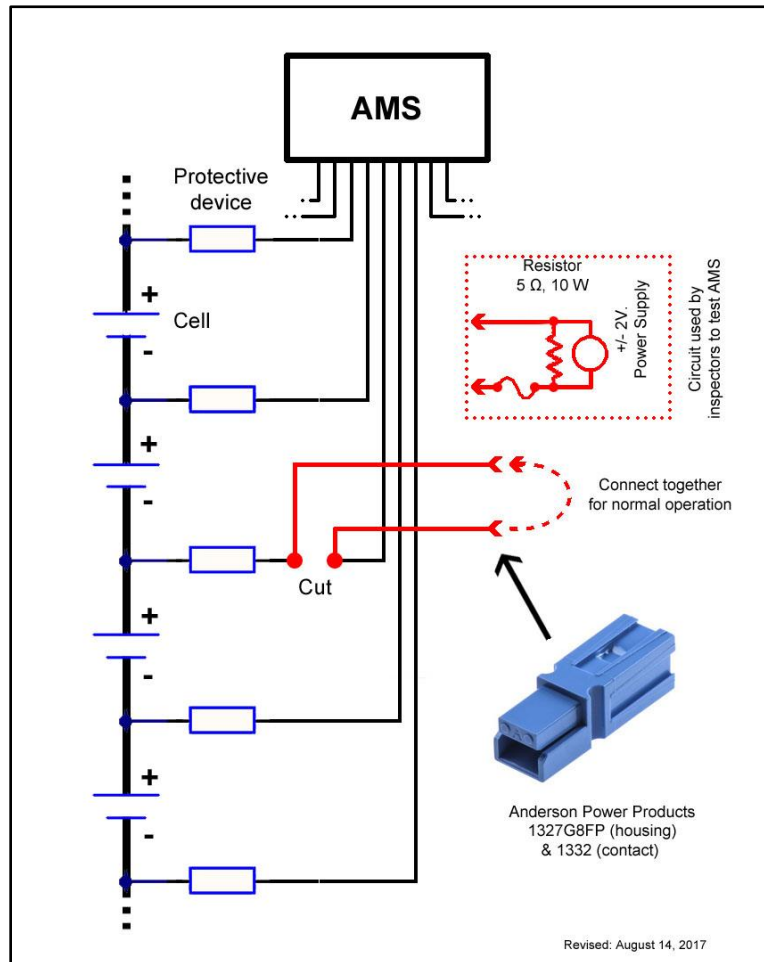 AMS
Protective
device
+
Cell
-
+
-
Cut
+
-
+
-
Resistor
5 Ω, 10 W
+/- 2V.
Power Supply
Circuit used by
inspectors to test AMS
Connect together
for normal operation
Anderson Power Products
1327G8FP (housing)
& 1332 (contact)
Revised: August 14, 2017